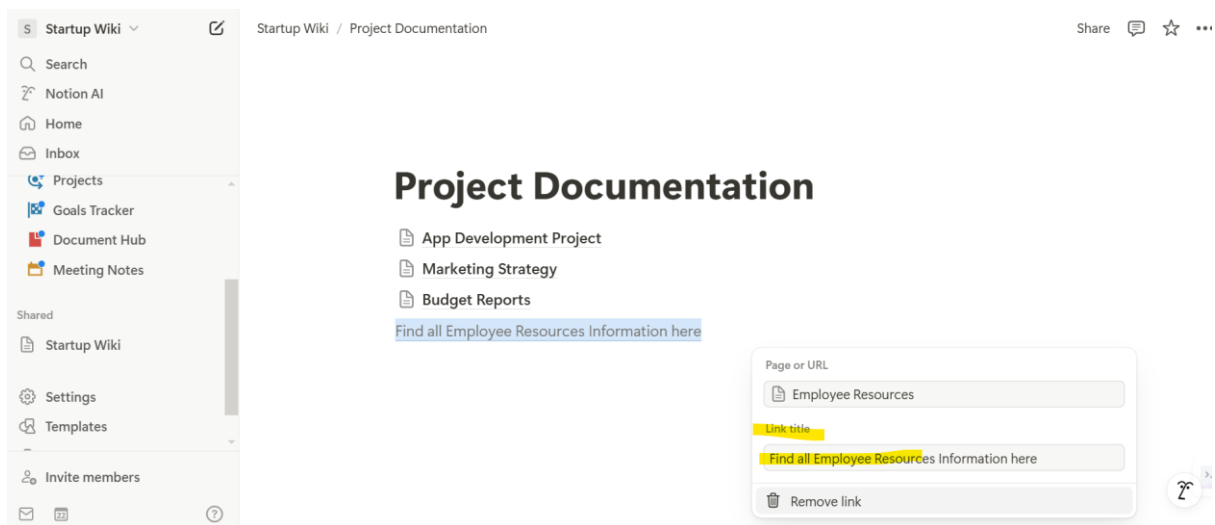 S Startup Wiki
Search
Notion AI
Home
Inbox
Projects
Goals Tracker
Document Hub
Meeting Notes
Shared
Startup Wiki
Settings
Templates
Invite members
22
?
Startup Wiki / Project Documentation
Share
Project Documentation
App Development Project
Marketing Strategy
Budget Reports
Find all Employee Resources Information here
Page or URL
Employee Resources
Link title
Find all Employee Resources Information here
Remove link